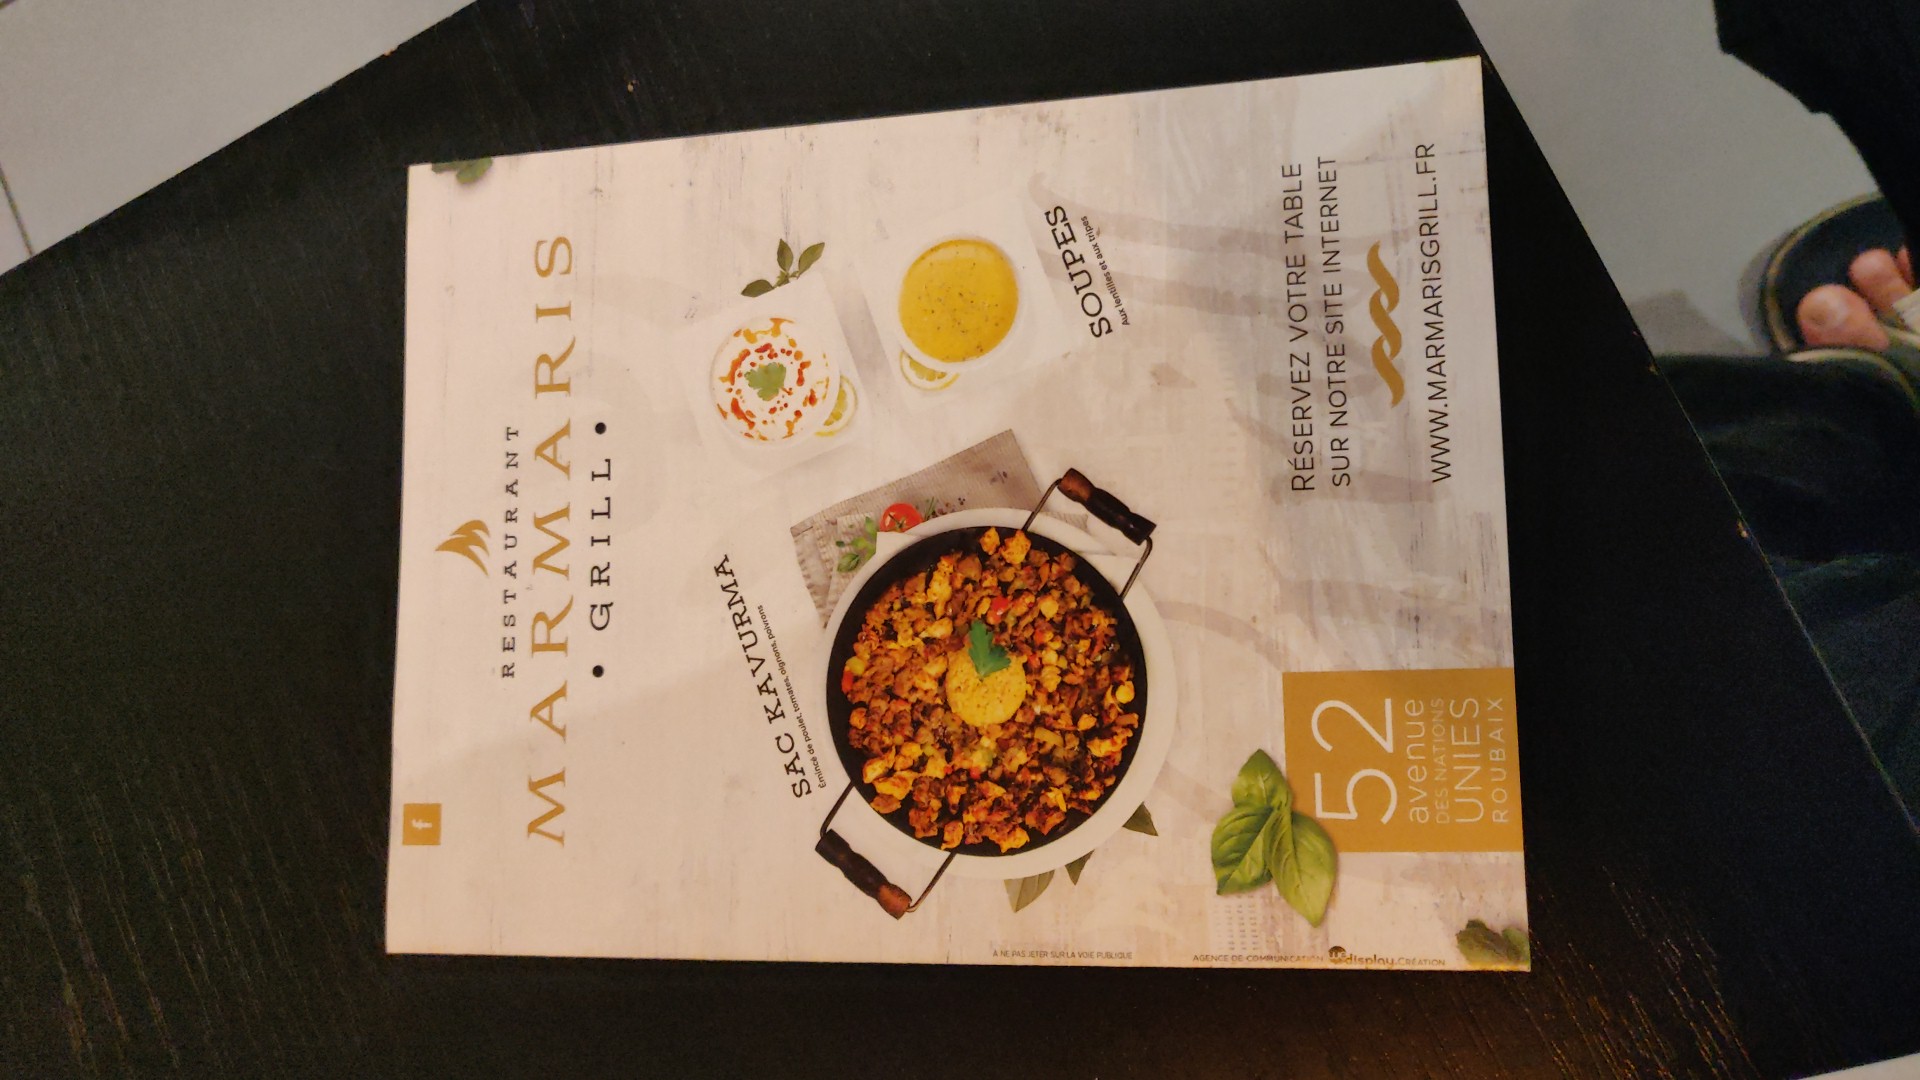 f
RESTAURANT
MARMARIS
• GRILL •
SAC KAVURMA
Emincé de poulet, tomates, oignons, poivrons
SOUPES
Aux lentilles et aux tripes
RÉSERVEZ VOTRE TABLE
SUR NOTRE SITE INTERNET
WWW.MARMARISGRILL.FR
52
avenue
DES NATIONS
UNIES
ROUBAIX
À NE PAS JETER SUR LA VOIE PUBLIQUE
AGENCE DE COMMUNICATION
display.CRÉATION